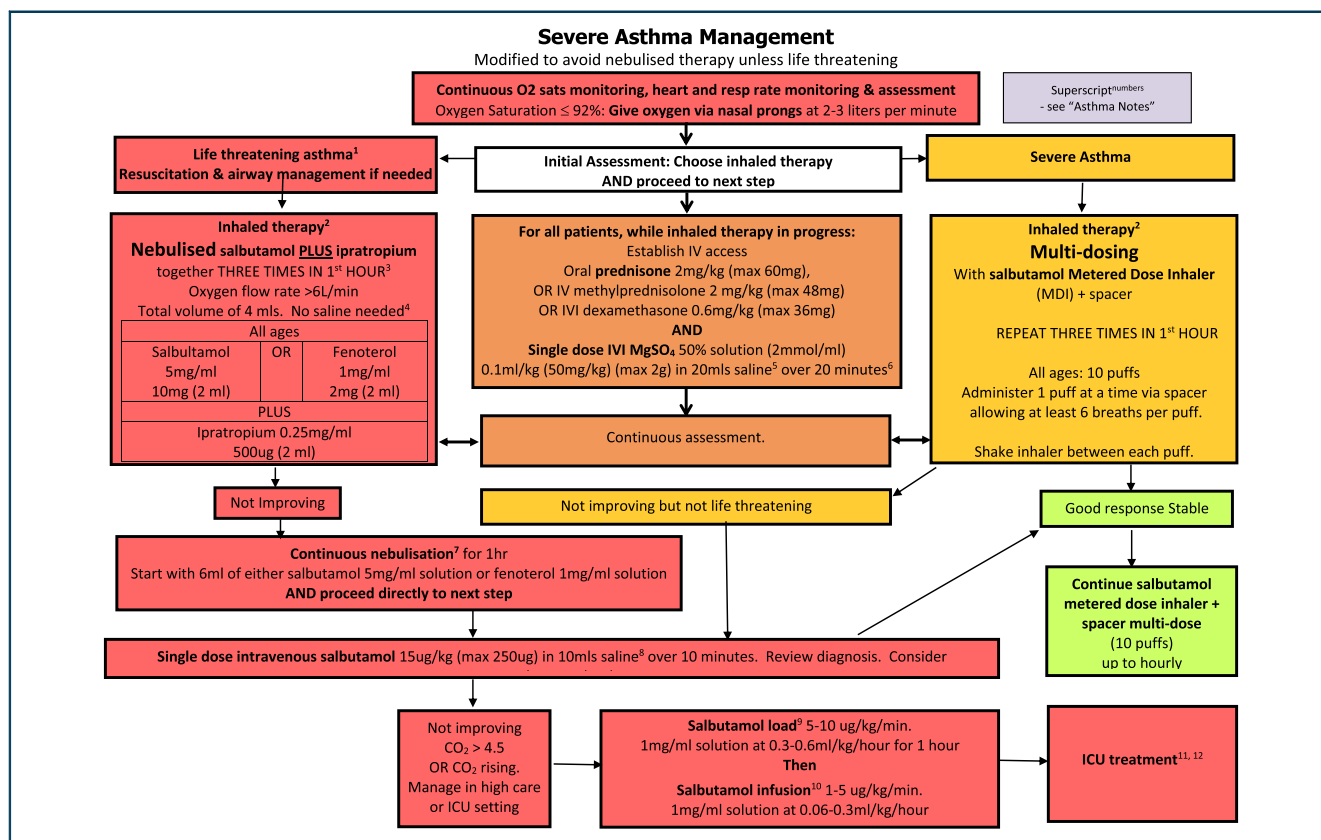 Severe Asthma Management
Modified to avoid nebulised therapy unless life threatening
Continuous O2 sats monitoring, heart and resp rate monitoring & assessment
Oxygen Saturation ≤ 92%: Give oxygen via nasal prongs at 2-3 liters per minute
Superscript^numbers
- see “Asthma Notes”
Life threatening asthma¹
Resuscitation & airway management if needed
Initial Assessment: Choose inhaled therapy
AND proceed to next step
Severe Asthma
Inhaled therapy²
Nebulised salbutamol PLUS ipratropium
together THREE TIMES IN 1st HOUR³
Oxygen flow rate >6L/min
Total volume of 4 mls. No saline needed⁴
All ages
Salbultamol
5mg/ml
10mg (2 ml)
OR
Fenoterol
1mg/ml
2mg (2 ml)
PLUS
Ipratropium 0.25mg/ml
500ug (2 ml)
For all patients, while inhaled therapy in progress:
Establish IV access
Oral prednisone 2mg/kg (max 60mg),
OR IV methylprednisolone 2 mg/kg (max 48mg)
OR IVI dexamethasone 0.6mg/kg (max 36mg)
AND
Single dose IVI MgSO₄ 50% solution (2mmol/ml)
0.1ml/kg (50mg/kg) (max 2g) in 20mls saline⁵ over 20 minutes⁶
Continuous assessment.
Inhaled therapy²
Multi-dosing
With salbutamol Metered Dose Inhaler
(MDI) + spacer
REPEAT THREE TIMES IN 1st HOUR
All ages: 10 puffs
Administer 1 puff at a time via spacer
allowing at least 6 breaths per puff.
Shake inhaler between each puff.
Not Improving
Not improving but not life threatening
Good response Stable
Continuous nebulisation⁷ for 1hr
Start with 6ml of either salbutamol 5mg/ml solution or fenoterol 1mg/ml solution
AND proceed directly to next step
Continue salbutamol
metered dose inhaler +
spacer multi-dose
(10 puffs)
up to hourly
Single dose intravenous salbutamol 15ug/kg (max 250ug) in 10mls saline⁸ over 10 minutes. Review diagnosis. Consider
Not improving
CO₂ > 4.5
OR CO₂ rising.
Manage in high care
or ICU setting
Salbutamol load⁹ 5-10 ug/kg/min.
1mg/ml solution at 0.3-0.6ml/kg/hour for 1 hour
Then
Salbutamol infusion¹⁰ 1-5 ug/kg/min.
1mg/ml solution at 0.06-0.3ml/kg/hour
ICU treatment¹¹, ¹²